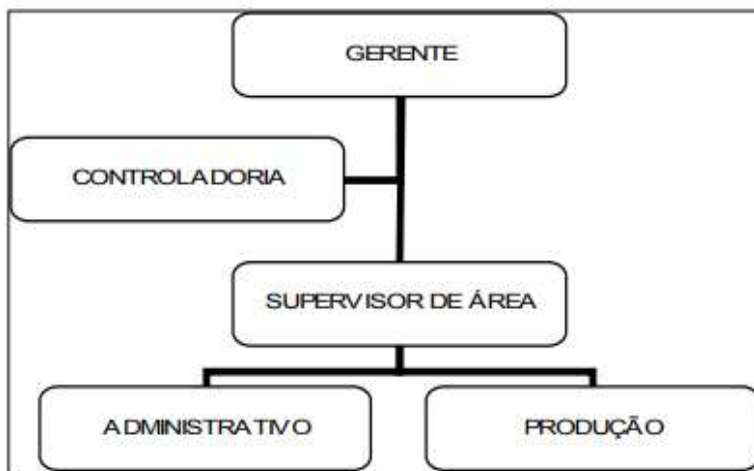 GERENTE
CONTROLADORIA
SUPERVISOR DE ÁREA
ADMINISTRATIVO
PRODUÇÃO